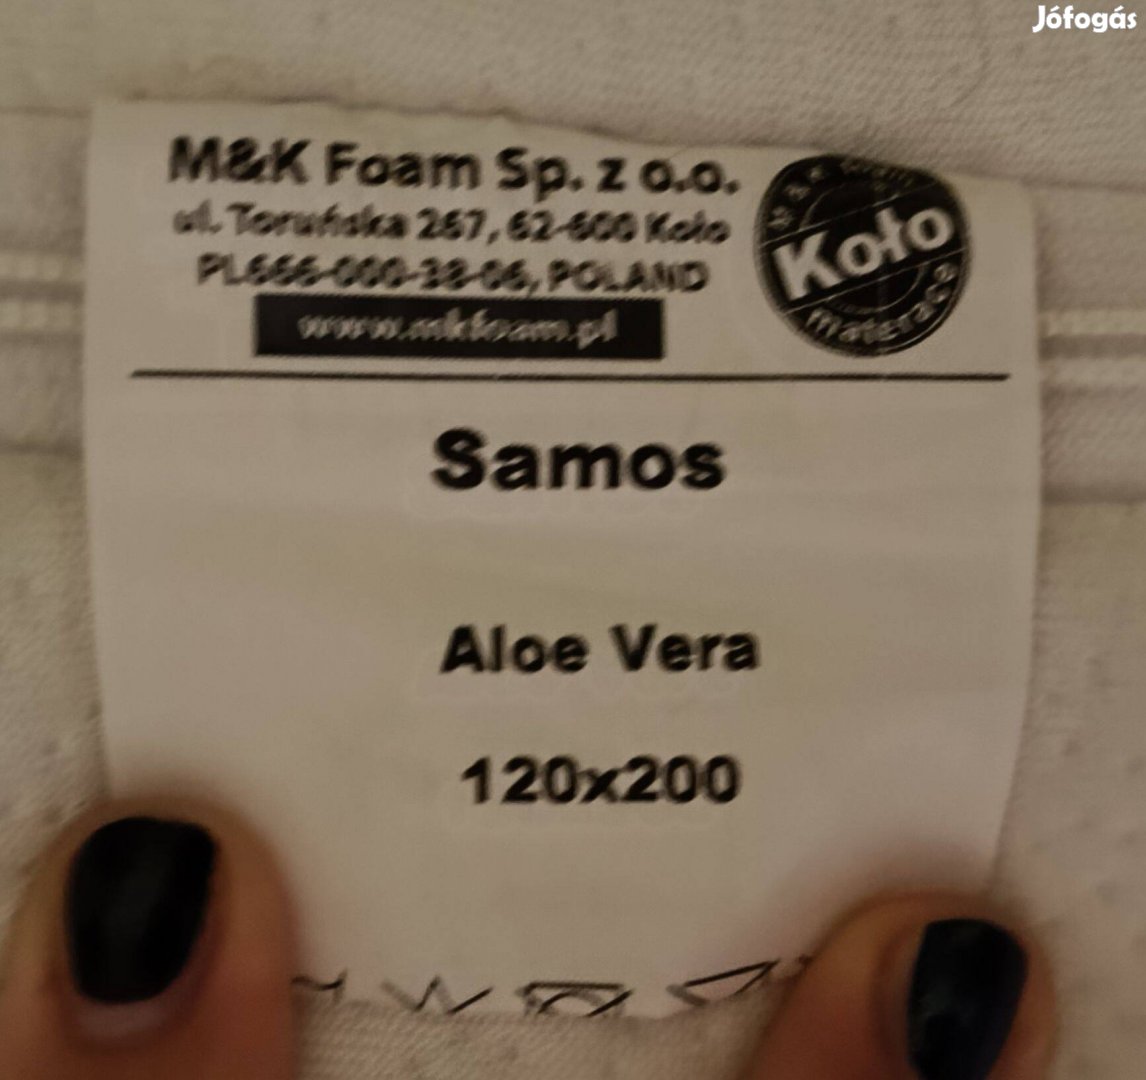 Jófogás
M&K Foam Sp. z o.o.
ul. Toruńska 267, 62-600 Koło
PL666-000-38-06, POLAND
www.mkfoam.pl
M&K Foam
Koło
materace
Samos
Aloe Vera
120x200